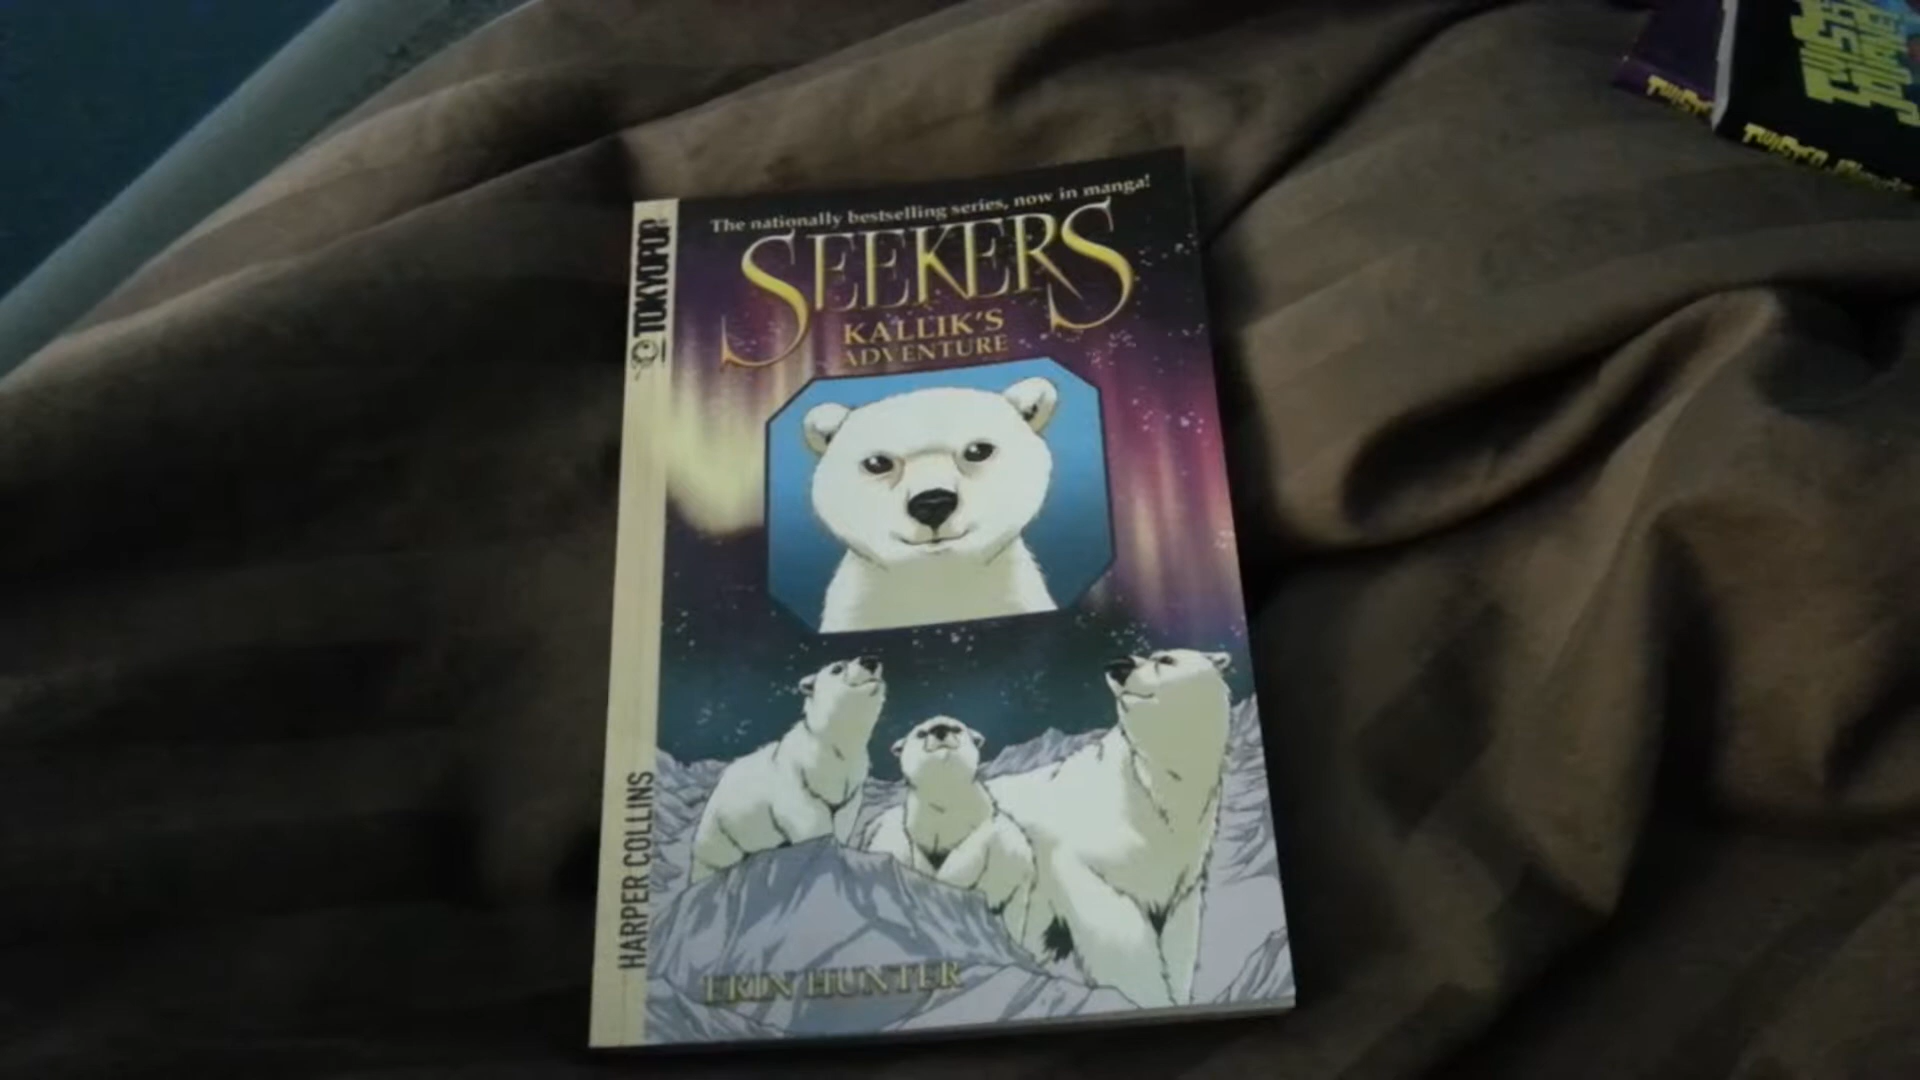 The nationally bestselling series, now in manga!
SEEKERS
KALLIK'S
ADVENTURE
TOKYOPOP
HARPER COLLINS
ERIN HUNTER